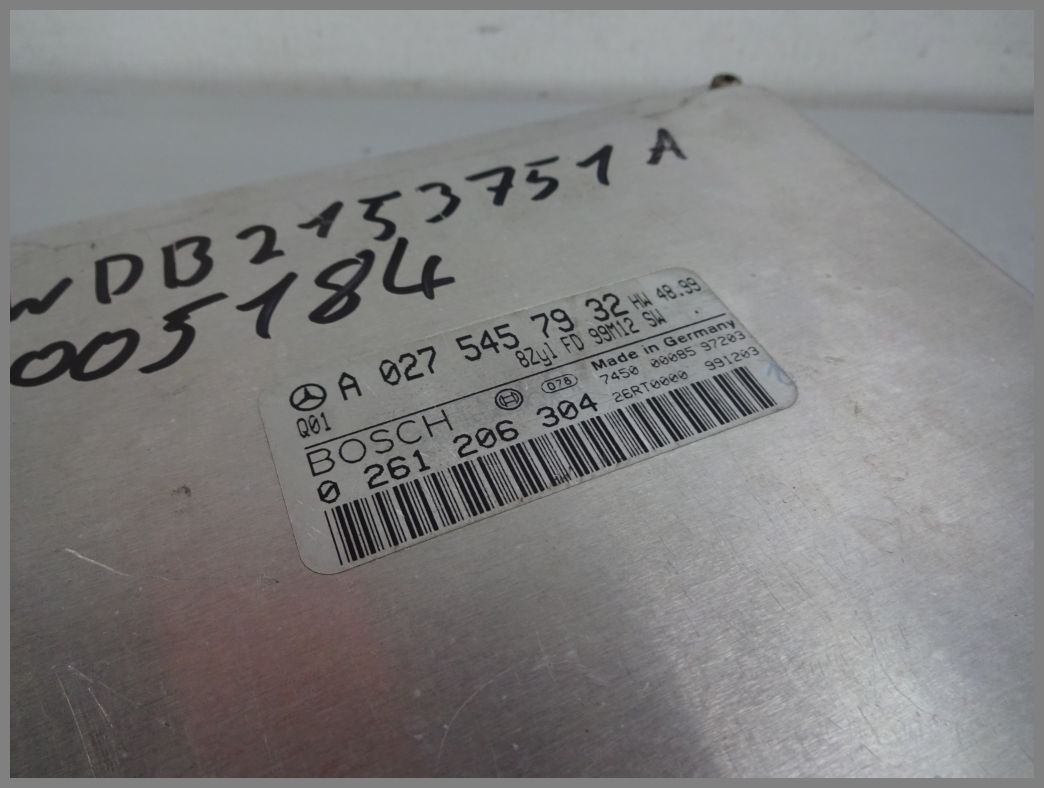 WDB2153751A
005184
A 027 545 79 32 HW 48.99
Q01 8Zyl FD 99M12 SW .
BOSCH 078 Made in Germany
7450 00085 97203
0 261 206 304 26RT0000 991203